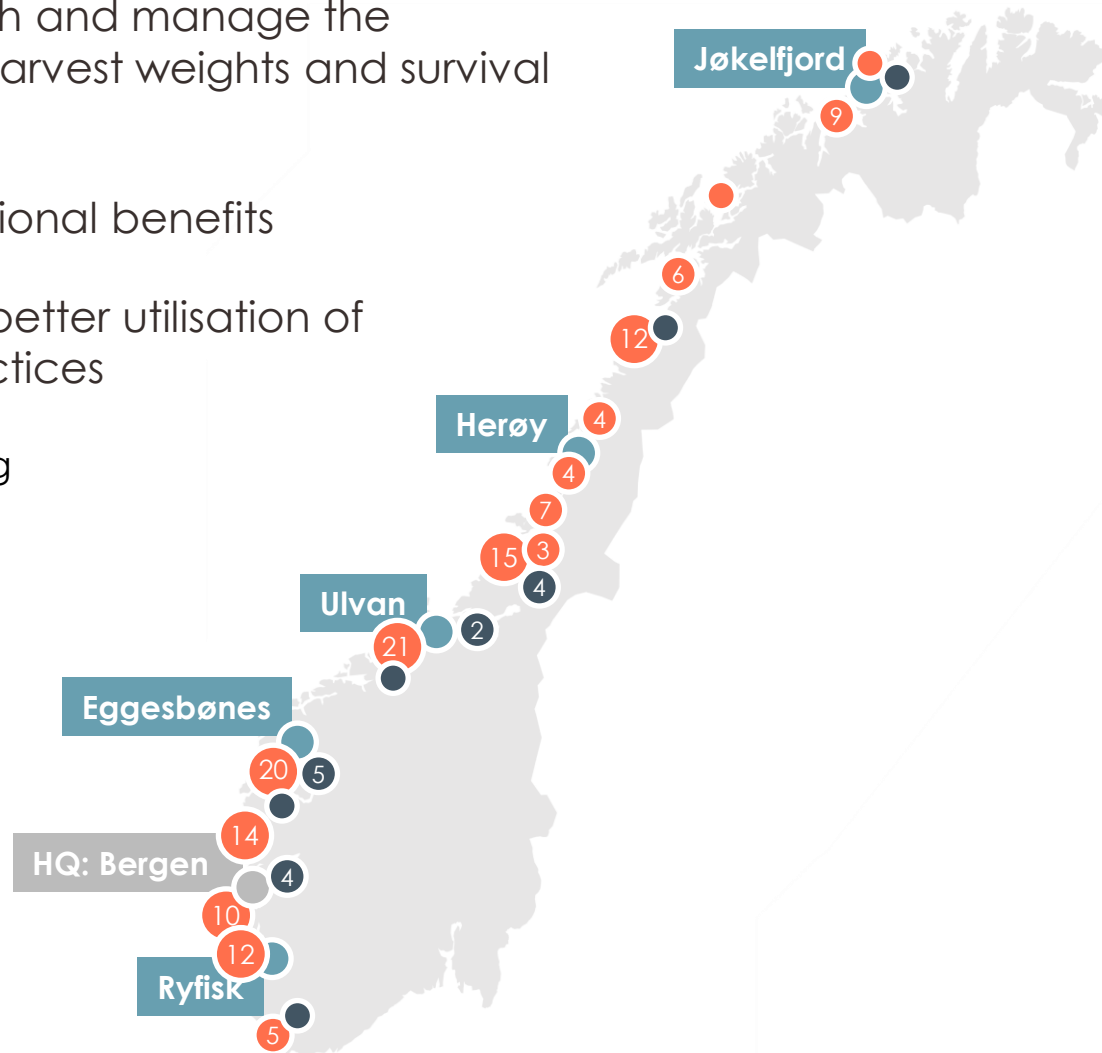 h and manage the
arvest weights and survival
ional benefits
better utilisation of
ctices
g
Jøkelfjord
9
6
12
Herøy
4
4
7
15
3
4
Ulvan
2
21
Eggesbønes
20
5
14
HQ: Bergen
4
10
12
Ryfisk
5